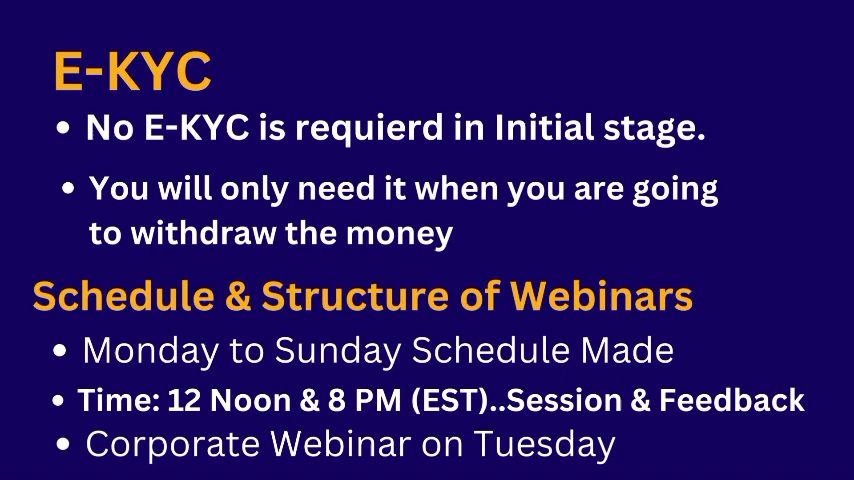 E-KYC
• No E-KYC is requierd in Initial stage.
• You will only need it when you are going
to withdraw the money
Schedule & Structure of Webinars
• Monday to Sunday Schedule Made
• Time: 12 Noon & 8 PM (EST)..Session & Feedback
• Corporate Webinar on Tuesday